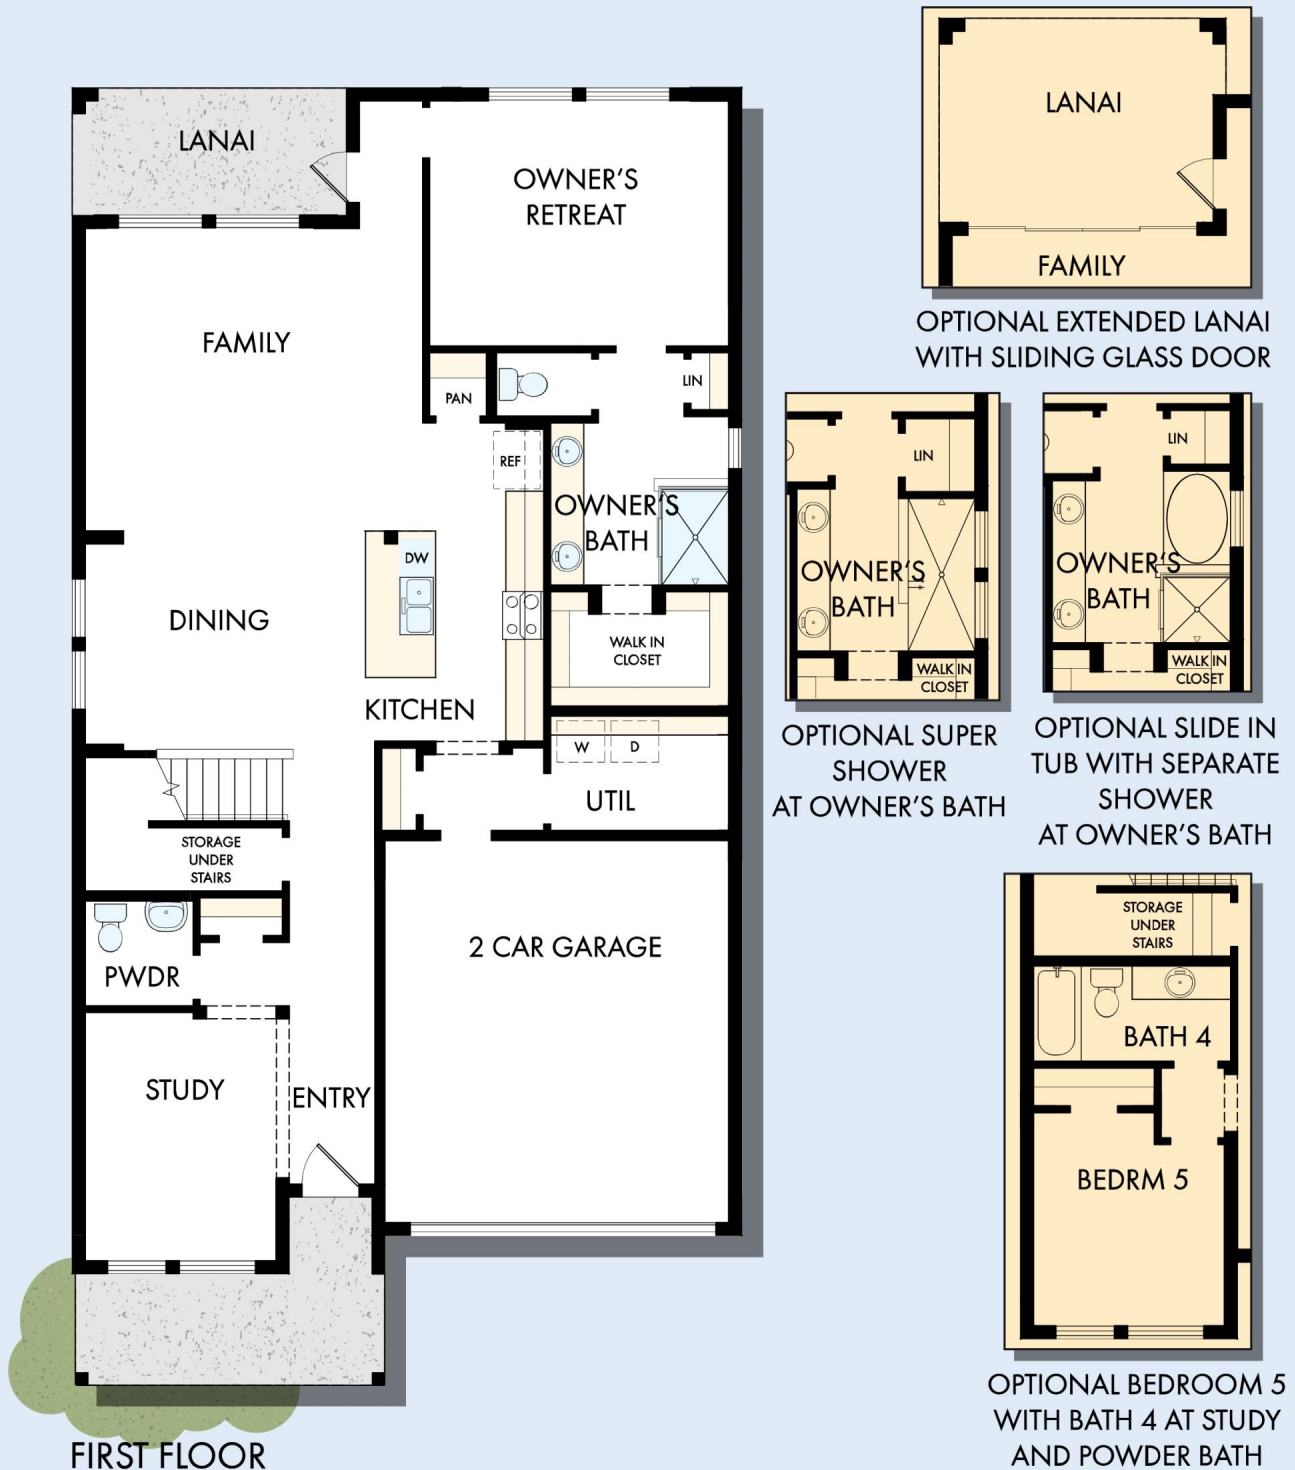 LANAI
OWNER'S
RETREAT
FAMILY
PAN
LIN
REF
OWNER'S
BATH
DW
DINING
WALK IN
CLOSET
KITCHEN
W
D
UTIL
STORAGE
UNDER
STAIRS
2 CAR GARAGE
PWDR
STUDY
ENTRY
FIRST FLOOR
LANAI
FAMILY
OPTIONAL EXTENDED LANAI
WITH SLIDING GLASS DOOR
LIN
OWNER'S
BATH
WALK IN
CLOSET
OPTIONAL SUPER
SHOWER
AT OWNER'S BATH
LIN
OWNER'S
BATH
WALK IN
CLOSET
OPTIONAL SLIDE IN
TUB WITH SEPARATE
SHOWER
AT OWNER'S BATH
STORAGE
UNDER
STAIRS
BATH 4
BEDRM 5
OPTIONAL BEDROOM 5
WITH BATH 4 AT STUDY
AND POWDER BATH